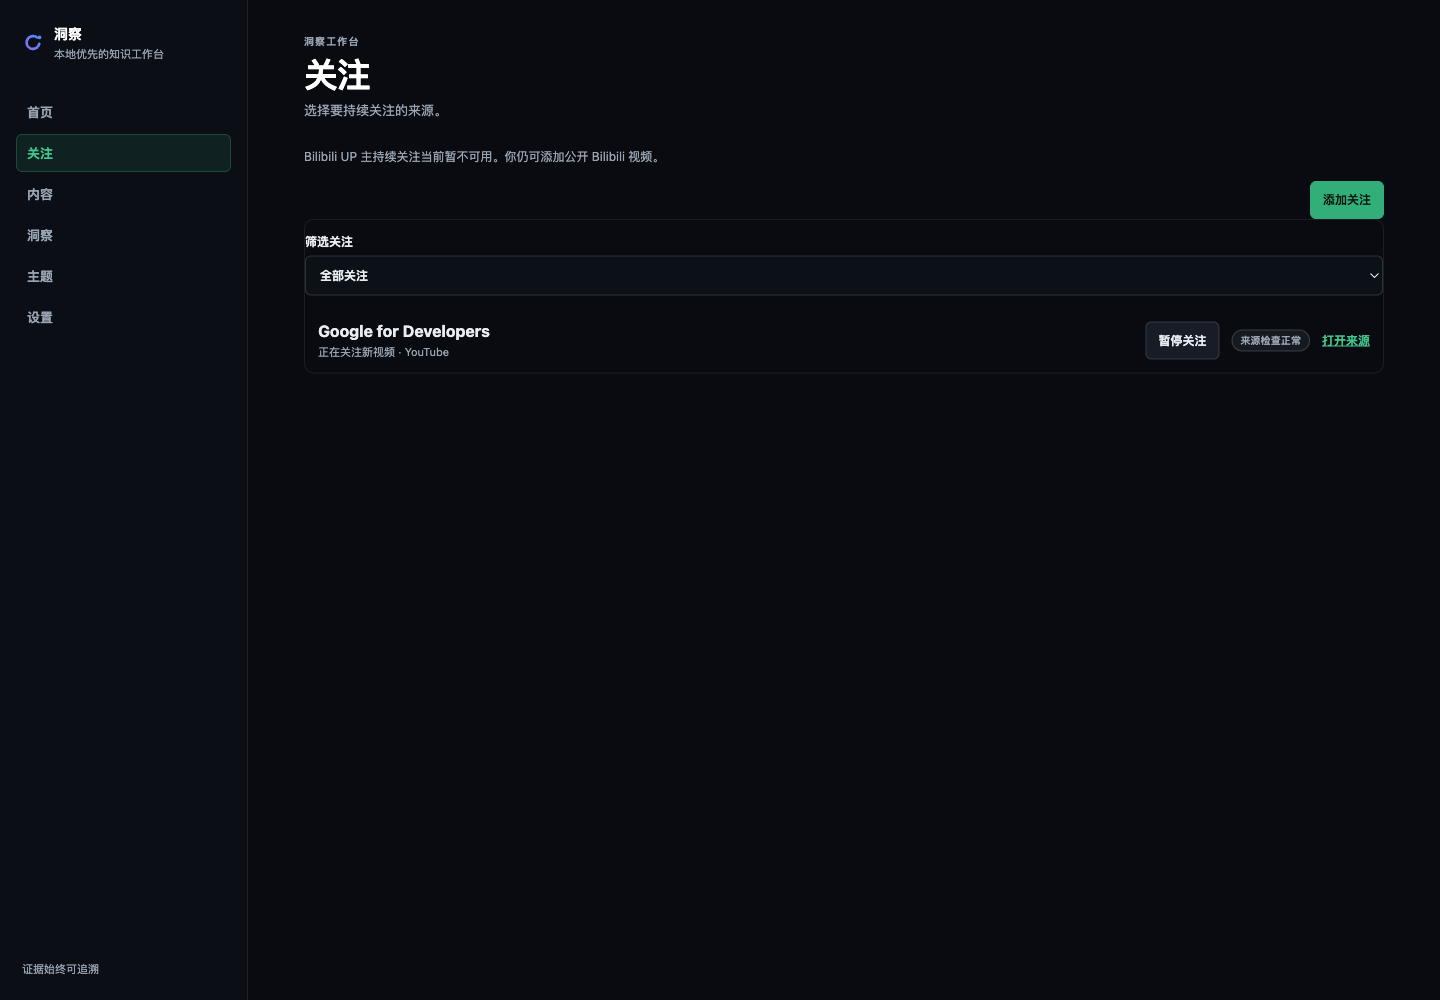 洞察
本地优先的知识工作台
首页
关注
内容
洞察
主题
设置
证据始终可追溯
洞察工作台
关注
选择要持续关注的来源。
Bilibili UP 主持续关注当前暂不可用。你仍可添加公开 Bilibili 视频。
添加关注
筛选关注
全部关注
Google for Developers
正在关注新视频 · YouTube
暂停关注
来源检查正常
打开来源